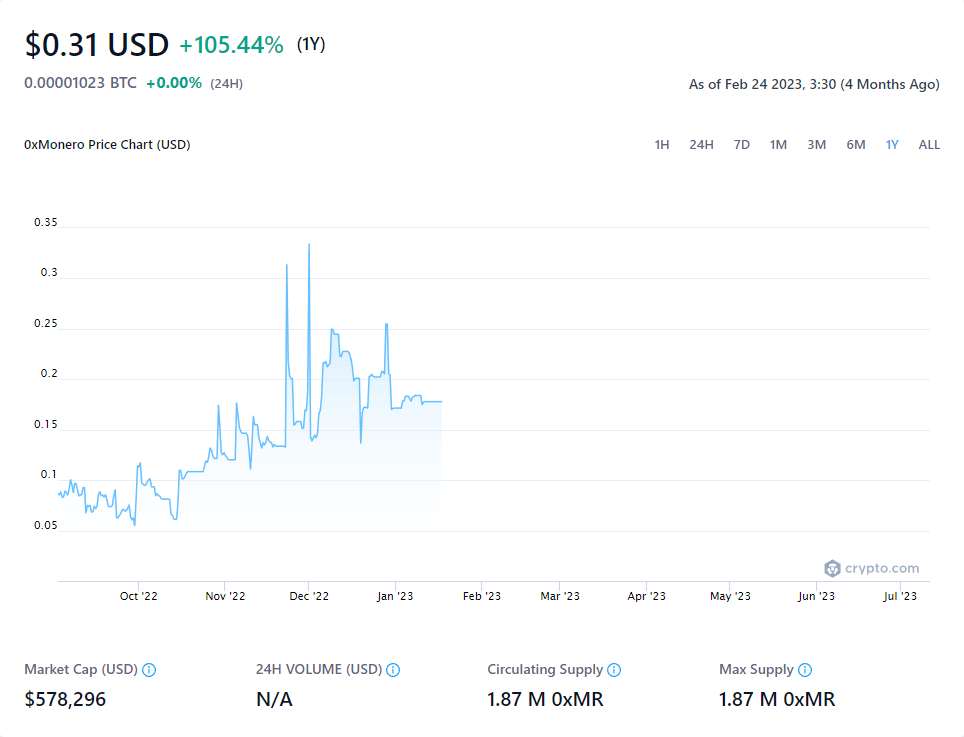 $0.31 USD +105.44% (1Y)
0.00001023 BTC +0.00% (24H)
As of Feb 24 2023, 3:30 (4 Months Ago)
0xMonero Price Chart (USD)
1H 24H 7D 1M 3M 6M 1Y ALL
0.35
0.3
0.25
0.2
0.15
0.1
0.05
crypto.com
Oct '22 Nov '22 Dec '22 Jan '23 Feb '23 Mar '23 Apr '23 May '23 Jun '23 Jul '23
Market Cap (USD) 24H VOLUME (USD) Circulating Supply Max Supply
$578,296 N/A 1.87 M 0xMR 1.87 M 0xMR